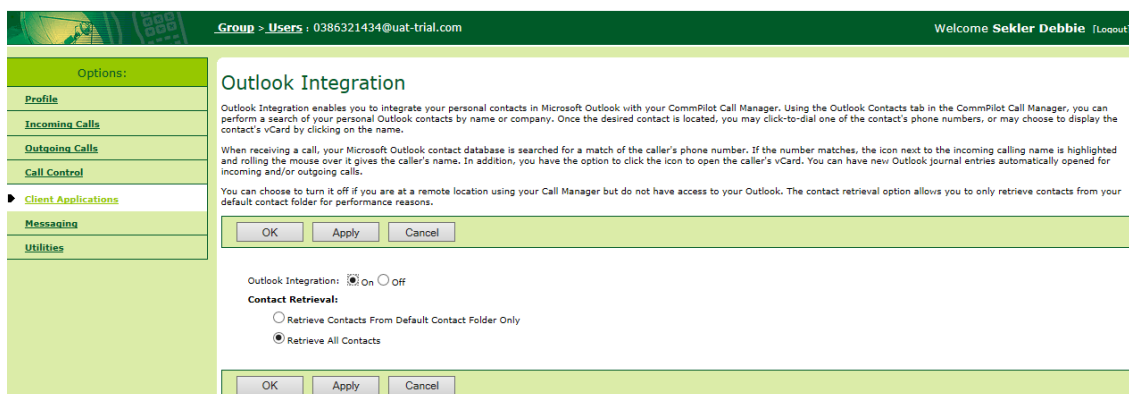 Group > Users : 0386321434@uat-trial.com
Welcome Sekler Debbie [Logout]
Options:
Profile
Incoming Calls
Outgoing Calls
Call Control
Client Applications
Messaging
Utilities
Outlook Integration
Outlook Integration enables you to integrate your personal contacts in Microsoft Outlook with your CommPilot Call Manager. Using the Outlook Contacts tab in the CommPilot Call Manager, you can
perform a search of your personal Outlook contacts by name or company. Once the desired contact is located, you may click-to-dial one of the contact's phone numbers, or may choose to display the
contact's vCard by clicking on the name.
When receiving a call, your Microsoft Outlook contact database is searched for a match of the caller's phone number. If the number matches, the icon next to the incoming calling name is highlighted
and rolling the mouse over it gives the caller's name. In addition, you have the option to click the icon to open the caller's vCard. You can have new Outlook journal entries automatically opened for
incoming and/or outgoing calls.
You can choose to turn it off if you are at a remote location using your Call Manager but do not have access to your Outlook. The contact retrieval option allows you to only retrieve contacts from your
default contact folder for performance reasons.
OK Apply Cancel
Outlook Integration: On Off
Contact Retrieval:
Retrieve Contacts From Default Contact Folder Only
Retrieve All Contacts
OK Apply Cancel